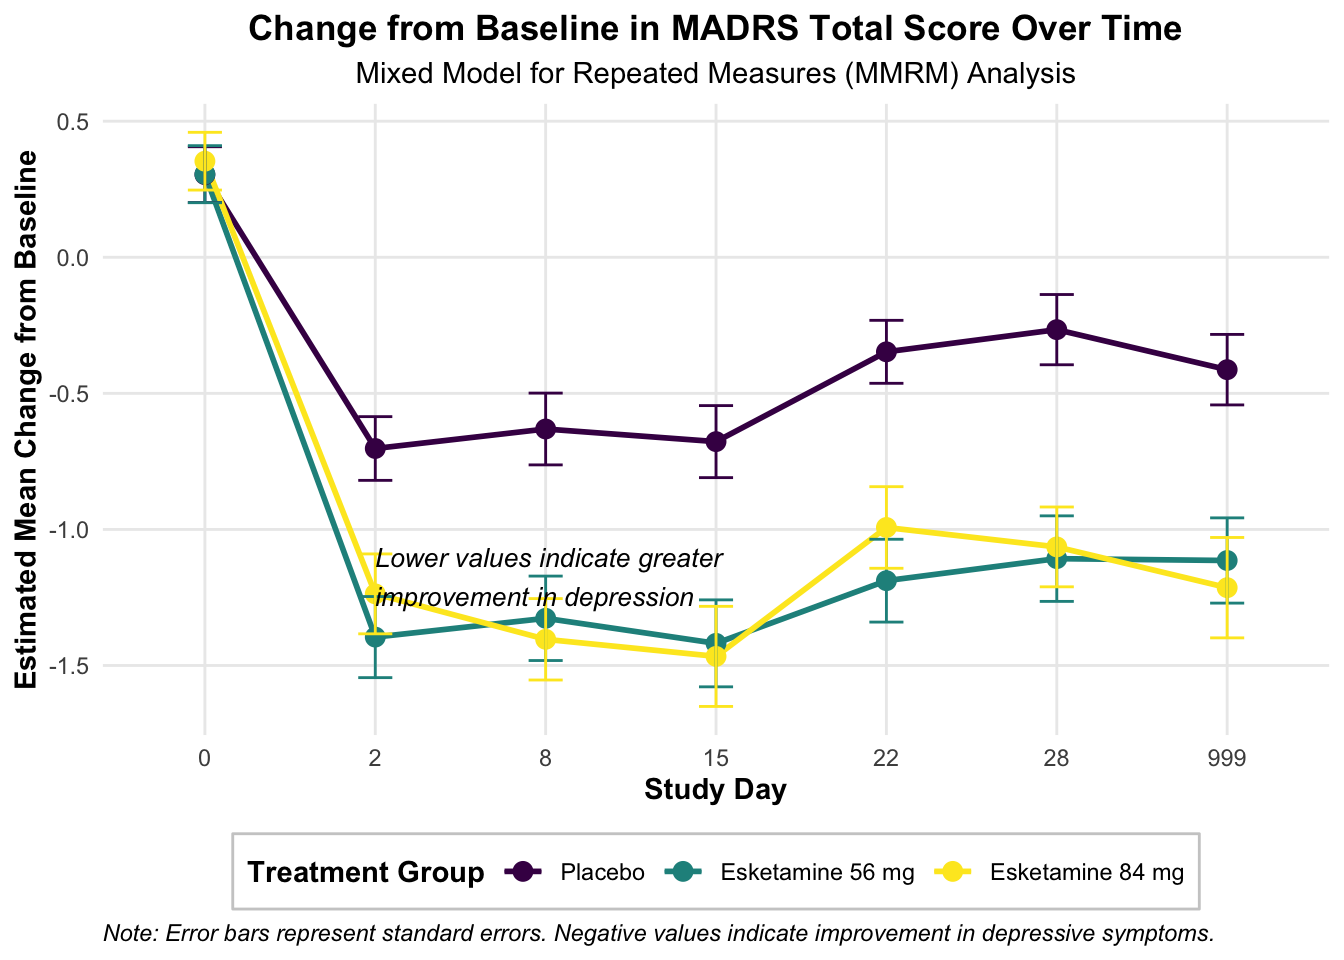 Change from Baseline in MADRS Total Score Over Time
Mixed Model for Repeated Measures (MMRM) Analysis
Estimated Mean Change from Baseline
0.5
0.0
-0.5
-1.0
-1.5
Lower values indicate greater
improvement in depression
0 2 8 15 22 28 999
Study Day
Treatment Group Placebo Esketamine 56 mg Esketamine 84 mg
Note: Error bars represent standard errors. Negative values indicate improvement in depressive symptoms.